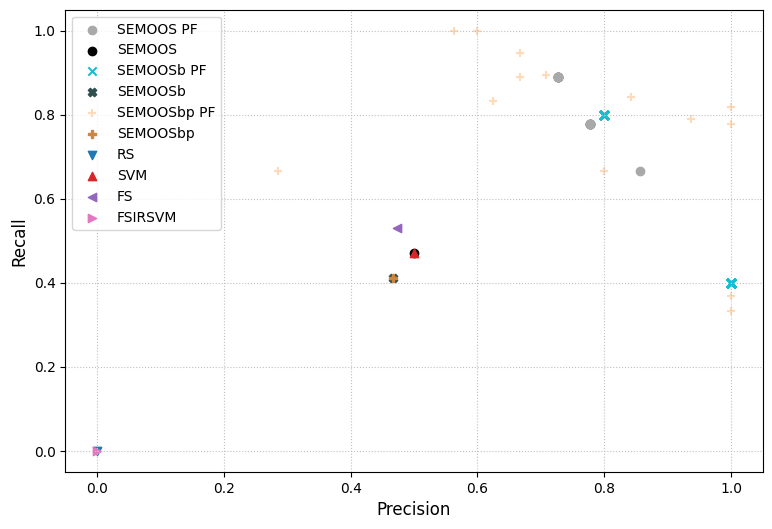 SEMOOS PF
SEMOOS
SEMOOSb PF
SEMOOSb
SEMOOSbp PF
SEMOOSbp
RS
SVM
FS
FSIRSVM
Recall
1.0
0.8
0.6
0.4
0.2
0.0
0.0 0.2 0.4 0.6 0.8 1.0
Precision